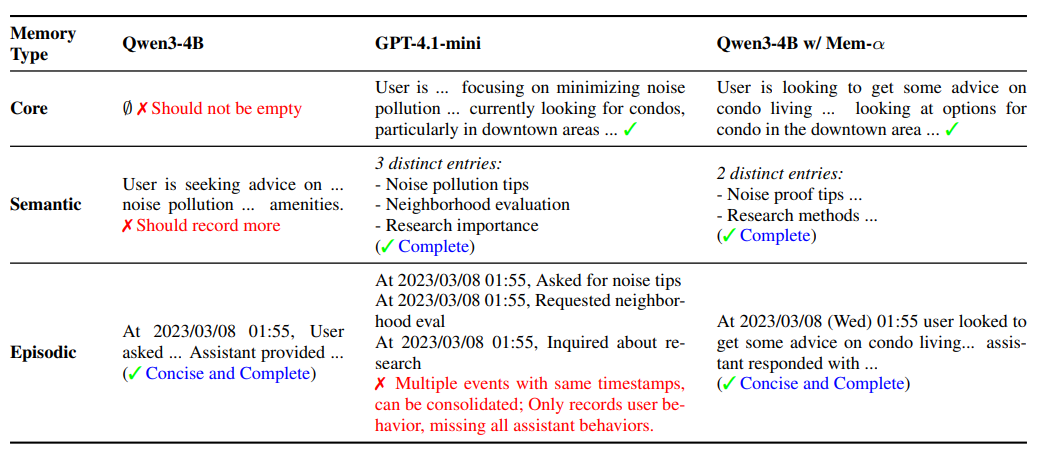 Memory Type
Qwen3-4B
GPT-4.1-mini
Qwen3-4B w/ Mem-α
Core
∅ ✗ Should not be empty
User is ... focusing on minimizing noise
pollution ... currently looking for condos,
particularly in downtown areas ... ✓
User is looking to get some advice on
condo living ... looking at options for
condo in the downtown area ... ✓
Semantic
User is seeking advice on ...
noise pollution ... amenities.
✗ Should record more
3 distinct entries:
- Noise pollution tips
- Neighborhood evaluation
- Research importance
(✓ Complete)
2 distinct entries:
- Noise proof tips ...
- Research methods ...
(✓ Complete)
Episodic
At 2023/03/08 01:55, User
asked ... Assistant provided ...
(✓ Concise and Complete)
At 2023/03/08 01:55, Asked for noise tips
At 2023/03/08 01:55, Requested neighbor-
hood eval
At 2023/03/08 01:55, Inquired about re-
search
✗ Multiple events with same timestamps,
can be consolidated; Only records user be-
havior, missing all assistant behaviors.
At 2023/03/08 (Wed) 01:55 user looked to
get some advice on condo living... assis-
tant responded with ...
(✓ Concise and Complete)